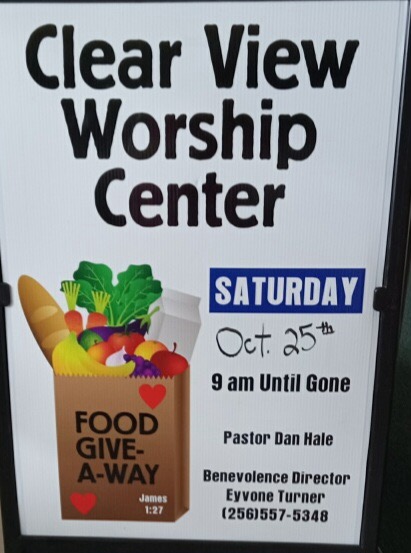 Clear View
Worship
Center
SATURDAY
Oct. 25th
9 am Until Gone
FOOD
GIVE-
A-WAY
James
1:27
Pastor Dan Hale
Benevolence Director
Eyvone Turner
(256)557-5348